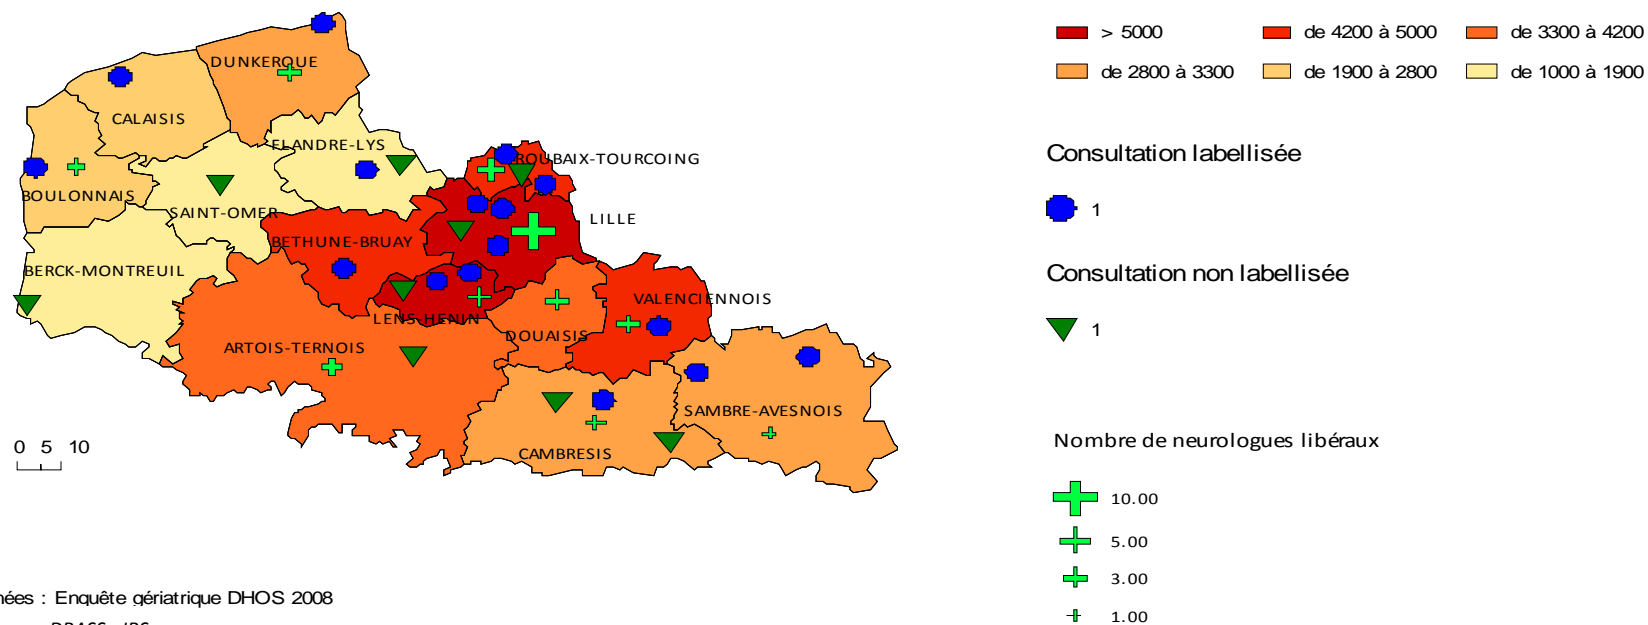 > 5000
de 4200 à 5000
de 3300 à 4200
de 2800 à 3300
de 1900 à 2800
de 1000 à 1900
DUNKERQUE
CALAISIS
FLANDRE-LYS
ROUBAIX-TOURCOING
BOULONNAIS
SAINT-OMER
LILLE
BETHUNE-BRUAY
BERCK-MONTREUIL
VALENCIENNOIS
LENS-HENIN
DOUAISIS
ARTOIS-TERNOIS
SAMBRE-AVESNOIS
CAMBRESIS
0 5 10
Consultation labellisée
1
Consultation non labellisée
1
Nombre de neurologues libéraux
10.00
5.00
3.00
1.00
nées : Enquête gériatrique DHOS 2008